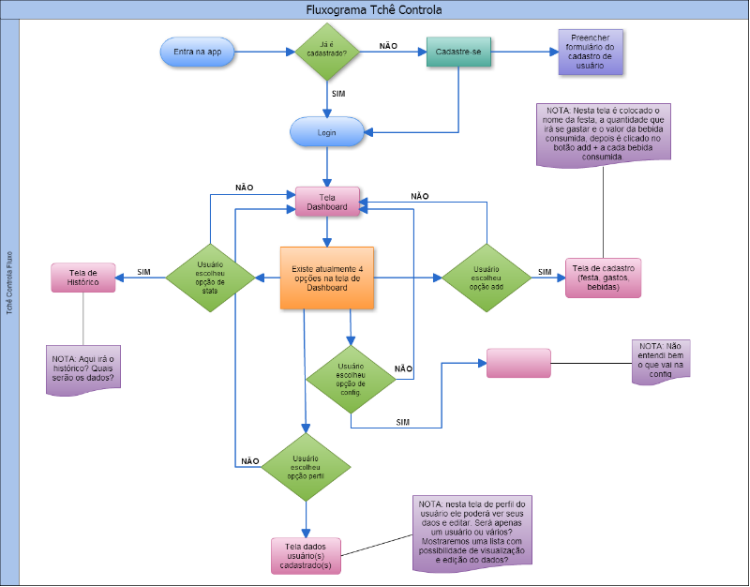 Fluxograma Tchê Controla
Tchê Controla Fluxo
Entra na app
Já é
cadastrado?
NÃO
Cadastre-se
Preencher
formulário do
cadastro de
usuário
SIM
Login
NOTA: Nesta tela é colocado o
nome da festa, a quantidade que
irá se gastar e o valor da bebida
consumida. depois é clicado no
botão add + a cada bebida
consumida.
NÃO
Tela
Dashboard
NÃO
Tela de
Histórico
SIM
Usuário
escolheu
opção de
stats
Existe atualmente 4
opções na tela de
Dashboard
Usuário
escolheu
opção add
SIM
Tela de cadastro
(festa, gastos,
bebidas)
NOTA: Aqui irá o
histórico? Quais
serão os dados?
Usuário
escolheu
opção de
config.
NÃO
NOTA: Não
entendi bem
o que vai na
config
SIM
NÃO
Usuário
escolheu
opção perfil
NOTA: nesta tela de perfil do
usuário ele poderá ver seus
daos e editar. Será apenas
um usuário ou vários?
Mostraremos uma lista com
possibilidade de visualização
e edição do dados?
Tela dados
usuário(s)
cadastrado(s)